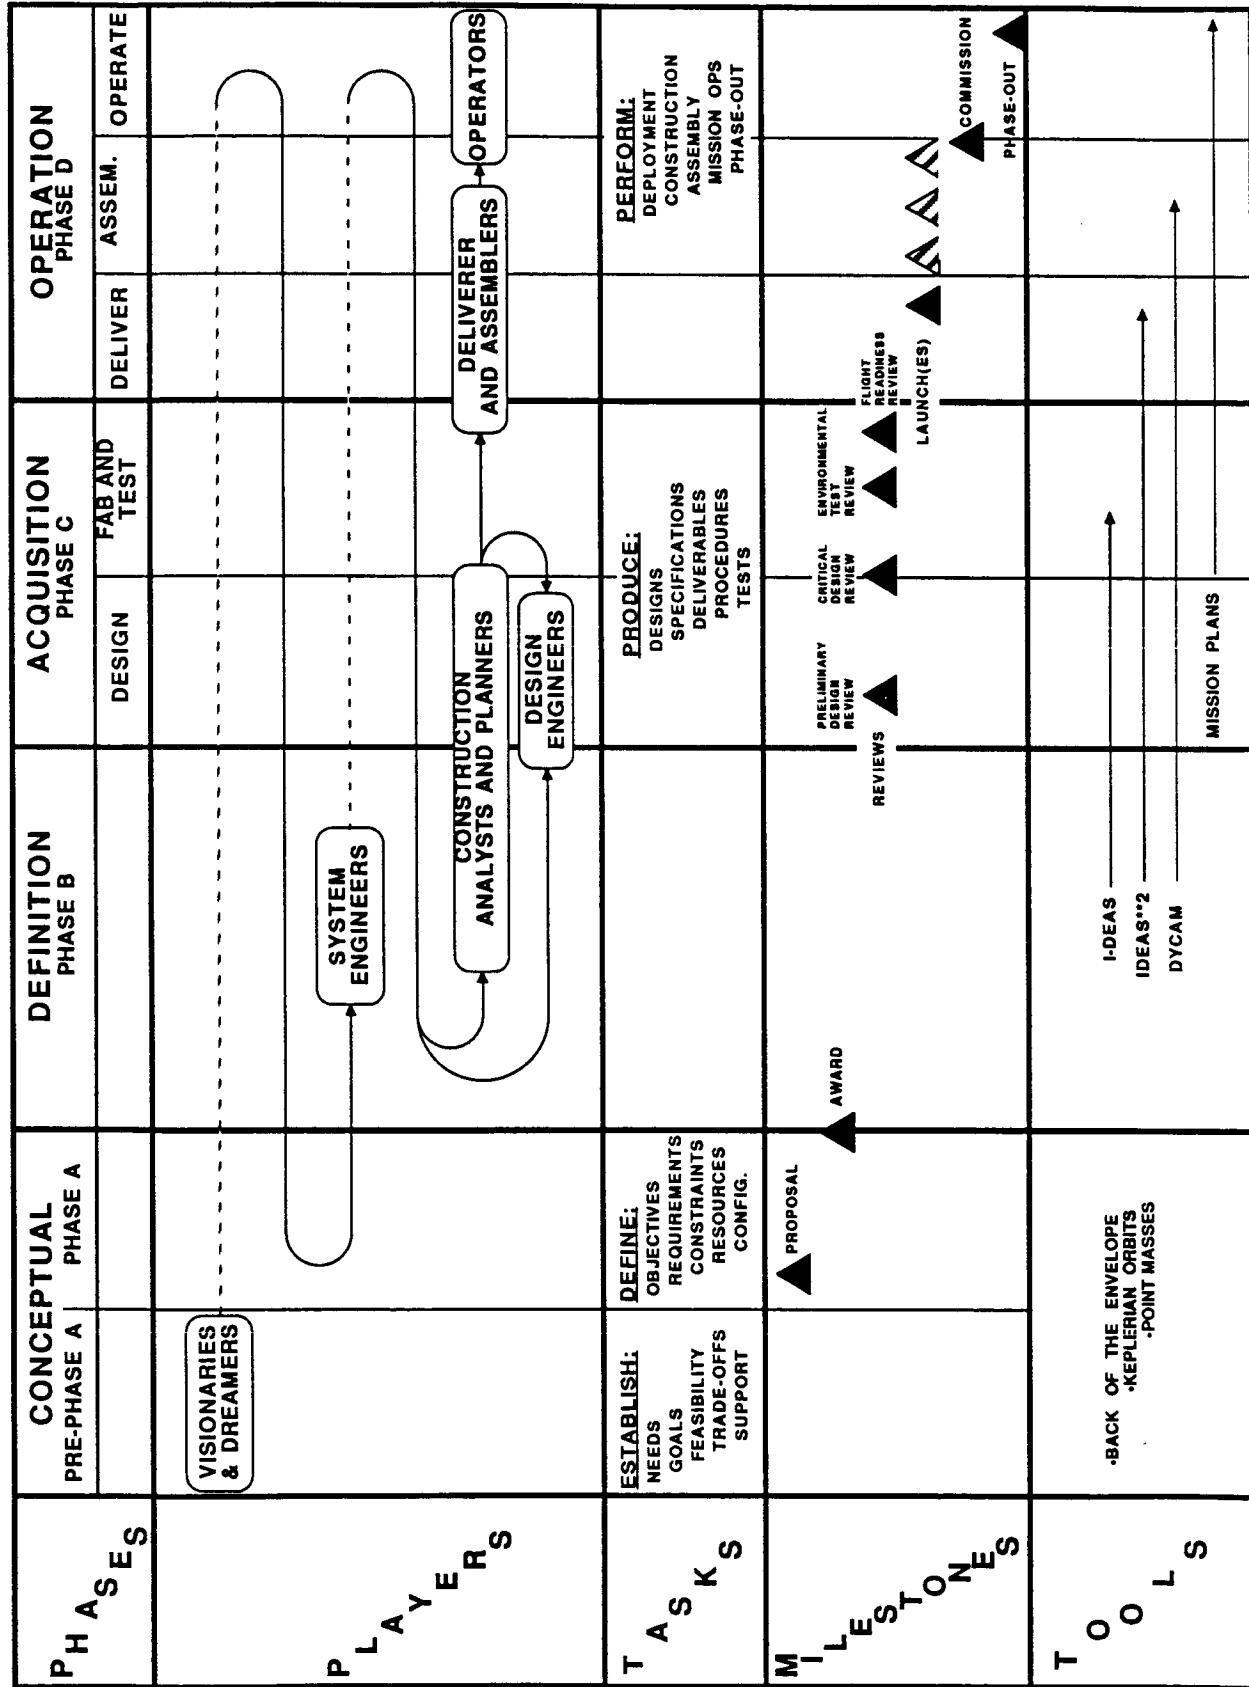 PHASES
CONCEPTUAL
PRE-PHASE A
PHASE A
DEFINITION
PHASE B
ACQUISITION
PHASE C
DESIGN
FAB AND
TEST
OPERATION
PHASE D
DELIVER
ASSEM.
OPERATE
PLAYERS
VISIONARIES
& DREAMERS
SYSTEM
ENGINEERS
CONSTRUCTION
ANALYSTS AND PLANNERS
DESIGN
ENGINEERS
DELIVERER
AND ASSEMBLERS
OPERATORS
TASKS
ESTABLISH:
NEEDS
GOALS
FEASIBILITY
TRADE-OFFS
SUPPORT
DEFINE:
OBJECTIVES
REQUIREMENTS
CONSTRAINTS
RESOURCES
CONFIG.
PRODUCE:
DESIGNS
SPECIFICATIONS
DELIVERABLES
PROCEDURES
TESTS
PERFORM:
DEPLOYMENT
CONSTRUCTION
ASSEMBLY
MISSION OPS
PHASE-OUT
MILESTONES
PROPOSAL
AWARD
REVIEWS
PRELIMINARY
DESIGN
REVIEW
CRITICAL
DESIGN
REVIEW
ENVIRONMENTAL
TEST
REVIEW
FLIGHT
READINESS
REVIEW
LAUNCH(ES)
COMMISSION
PHASE-OUT
TOOLS
•BACK OF THE ENVELOPE
•KEPLERIAN ORBITS
•POINT MASSES
I-DEAS
IDEAS**2
DYCAM
MISSION PLANS